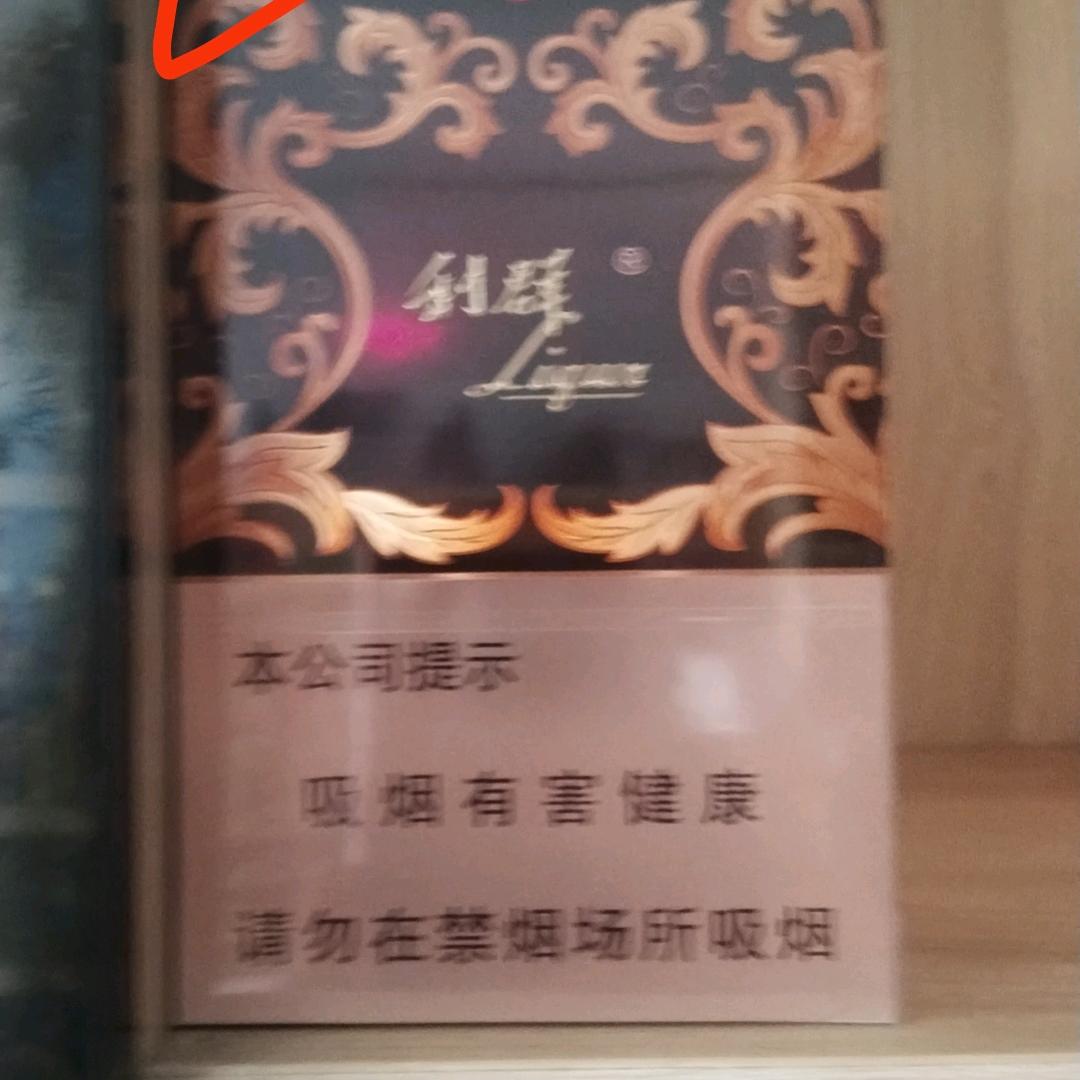 利群
Liqun
本公司提示
吸烟有害健康
请勿在禁烟场所吸烟